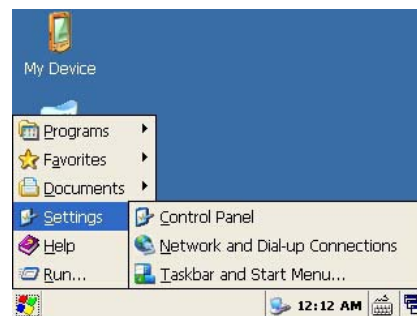 My Device
Programs
Favorites
Documents
Settings
Help
Run...
Control Panel
Network and Dial-up Connections
Taskbar and Start Menu...
12:12 AM